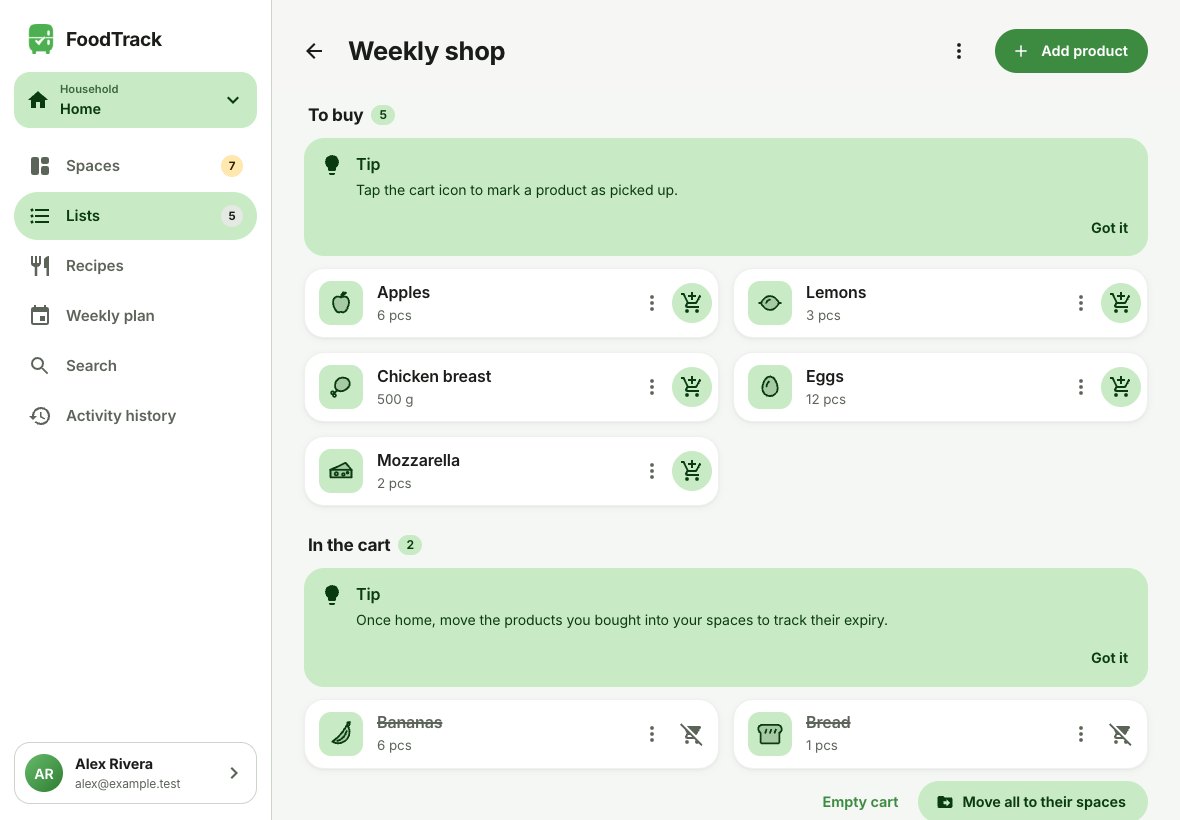 FoodTrack
Household
Home
Spaces 7
Lists 5
Recipes
Weekly plan
Search
Activity history
AR
Alex Rivera
alex@example.test
Weekly shop
Add product
To buy 5
Tip
Tap the cart icon to mark a product as picked up.
Got it
Apples
6 pcs
Lemons
3 pcs
Chicken breast
500 g
Eggs
12 pcs
Mozzarella
2 pcs
In the cart 2
Tip
Once home, move the products you bought into your spaces to track their expiry.
Got it
Bananas
6 pcs
Bread
1 pcs
Empty cart
Move all to their spaces